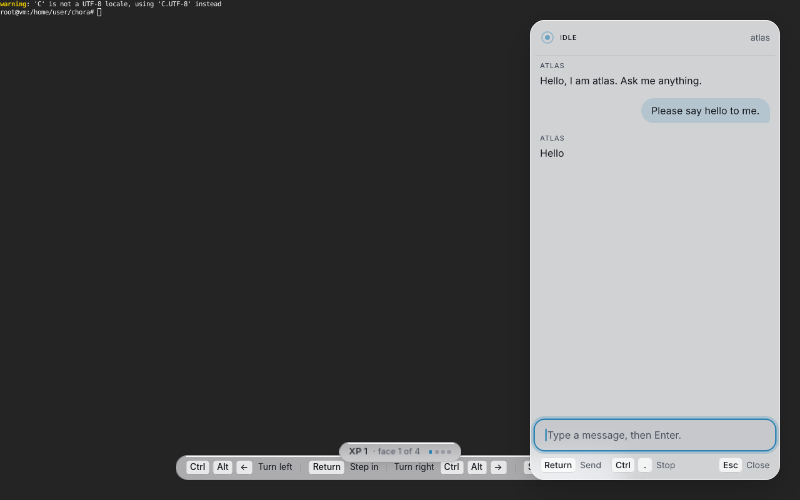 warning: 'C' is not a UTF-8 locale, using 'C.UTF-8' instead
root@vm:/home/user/chora#
IDLE
atlas
ATLAS
Hello, I am atlas. Ask me anything.
Please say hello to me.
ATLAS
Hello
Type a message, then Enter.
Return Send Ctrl . Stop Esc Close
XP 1 · face 1 of 4
Ctrl Alt ← Turn left Return Step in Turn right Ctrl Alt →